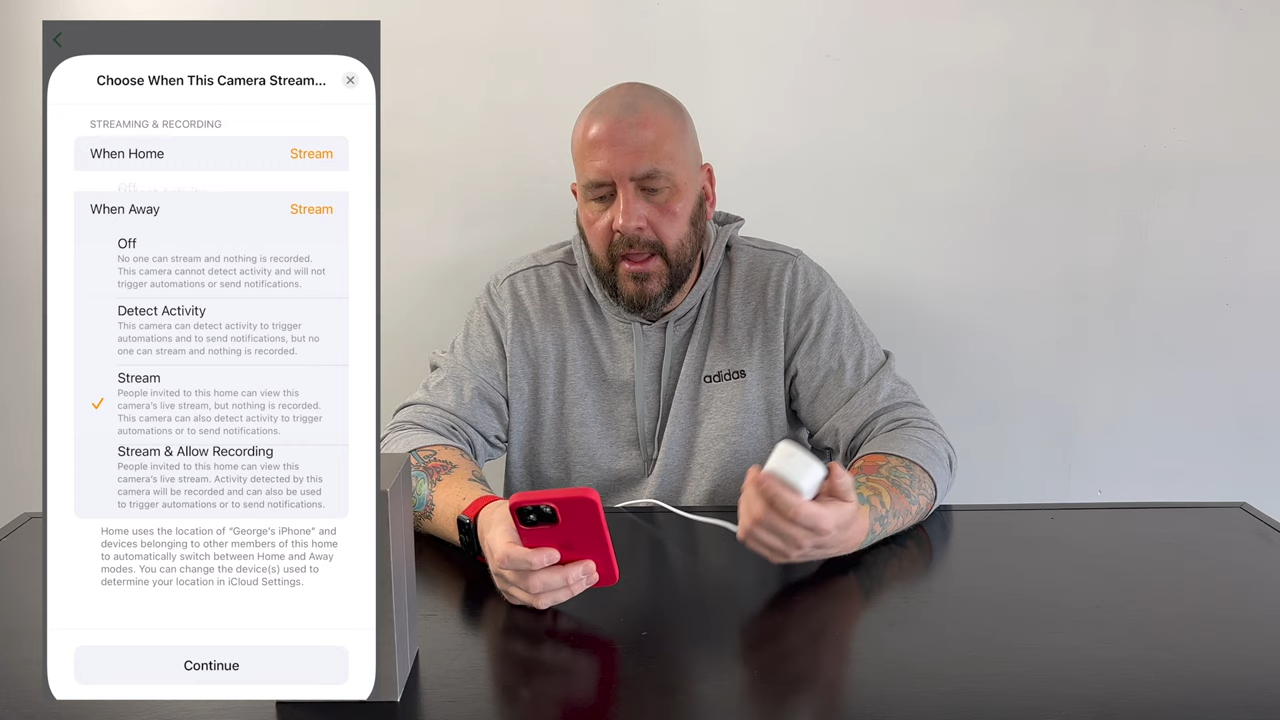 Choose When This Camera Stream...
STREAMING & RECORDING
When Home Stream
When Away Stream
Off
No one can stream and nothing is recorded.
This camera cannot detect activity and will not
trigger automations or send notifications.
Detect Activity
This camera can detect activity to trigger
automations and to send notifications, but no
one can stream and nothing is recorded.
Stream
People invited to this home can view this
camera's live stream, but nothing is recorded.
This camera can also detect activity to trigger
automations or to send notifications.
Stream & Allow Recording
People invited to this home can view this
camera's live stream. Activity detected by this
camera will be recorded and can also be used
to trigger automations or to send notifications.
Home uses the location of “George's iPhone” and
devices belonging to other members of this home
to automatically switch between Home and Away
modes. You can change the device(s) used to
determine your location in iCloud Settings.
Continue
adidas